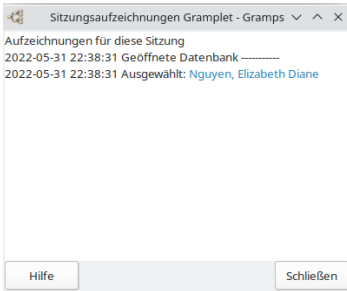 Sitzungsaufzeichnungen Gramplet - Gramps
Aufzeichnungen für diese Sitzung
2022-05-31 22:38:31 Geöffnete Datenbank -----------
2022-05-31 22:38:31 Ausgewählt: Nguyen, Elizabeth Diane
Hilfe
Schließen